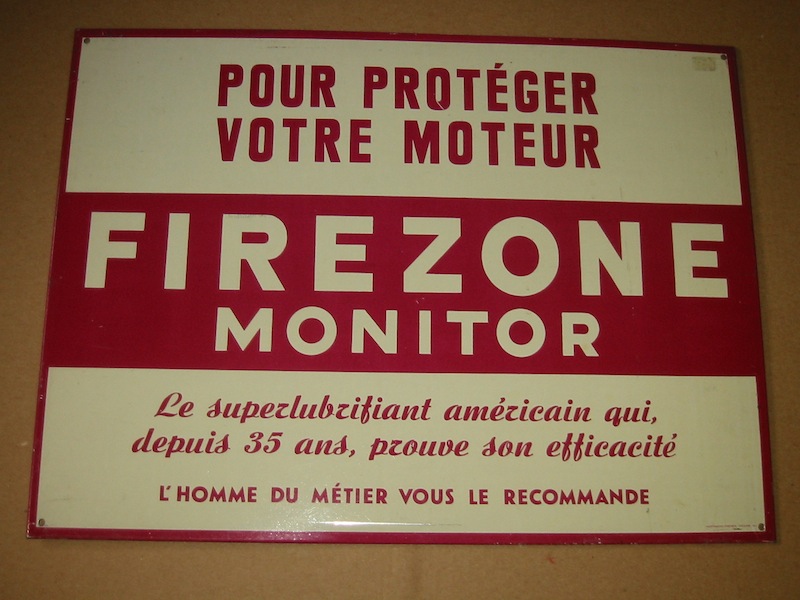 POUR PROTÉGER
VOTRE MOTEUR
FIREZONE
MONITOR
Le superlubrifiant américain qui,
depuis 35 ans, prouve son efficacité
L'HOMME DU MÉTIER VOUS LE RECOMMANDE